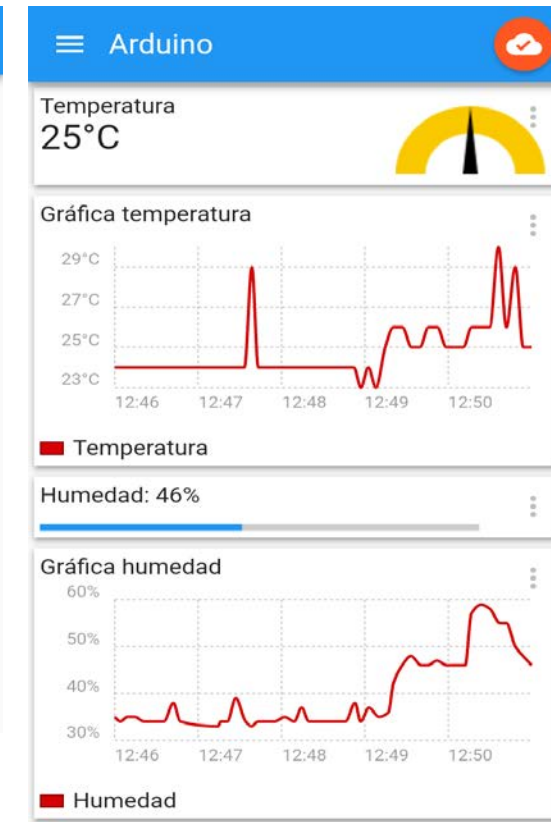 Arduino
Temperatura
25°C
Gráfica temperatura
29°C
27°C
25°C
23°C
12:46 12:47 12:48 12:49 12:50
Temperatura
Humedad: 46%
Gráfica humedad
60%
50%
40%
30%
12:46 12:47 12:48 12:49 12:50
Humedad